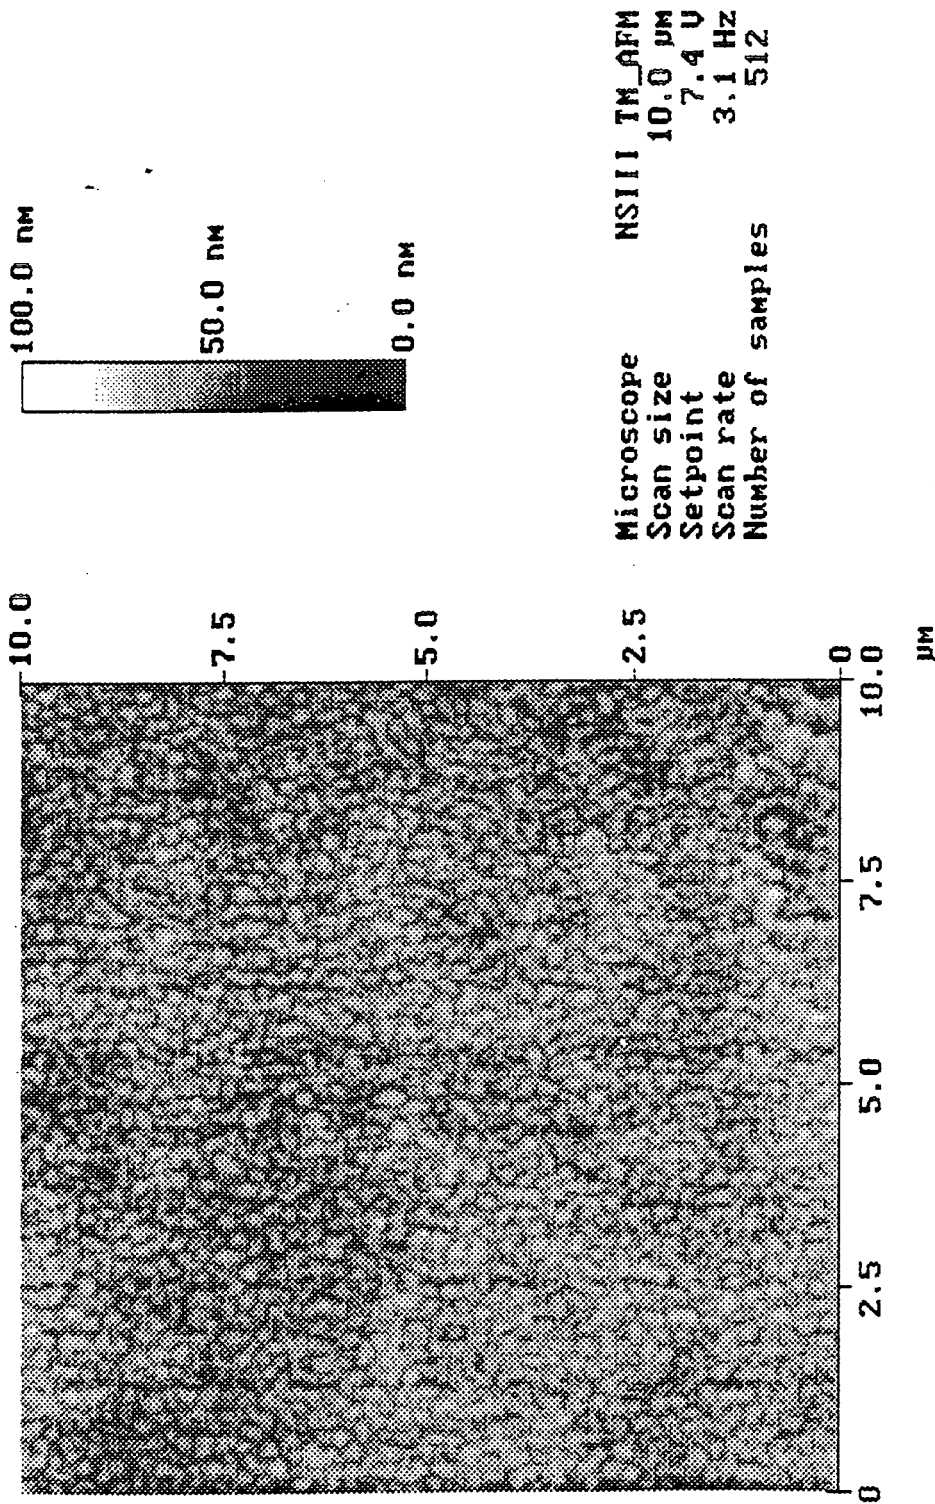 100.0 nM
50.0 nM
0.0 nM
Microscope NSIII TM_AFM
Scan size 10.0 µM
Setpoint 7.4 V
Scan rate 3.1 Hz
Number of samples 512
10.0
7.5
5.0
2.5
0
0 2.5 5.0 7.5 10.0
µM